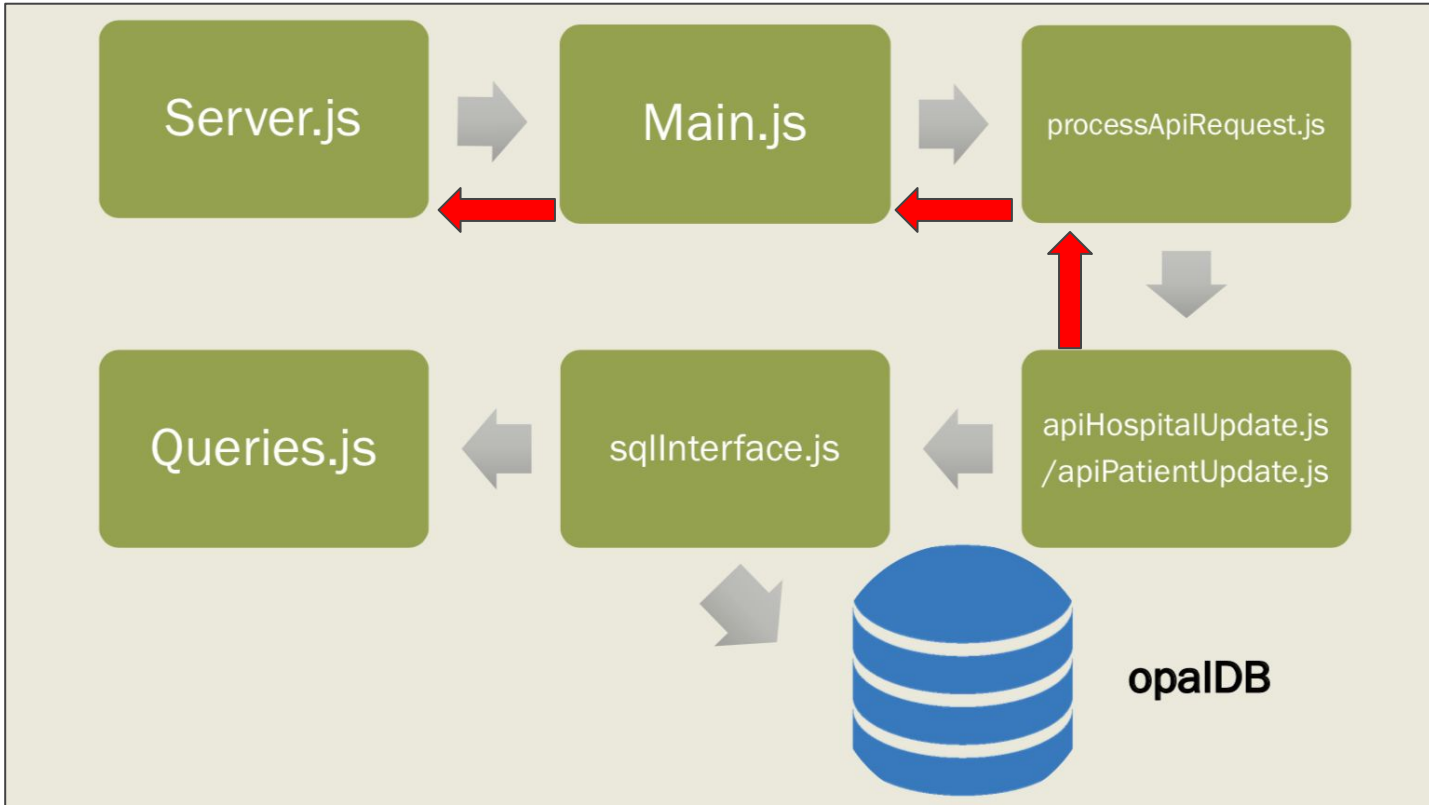 Server.js
Main.js
processApiRequest.js
Queries.js
sqlInterface.js
apiHospitalUpdate.js
/apiPatientUpdate.js
opalDB